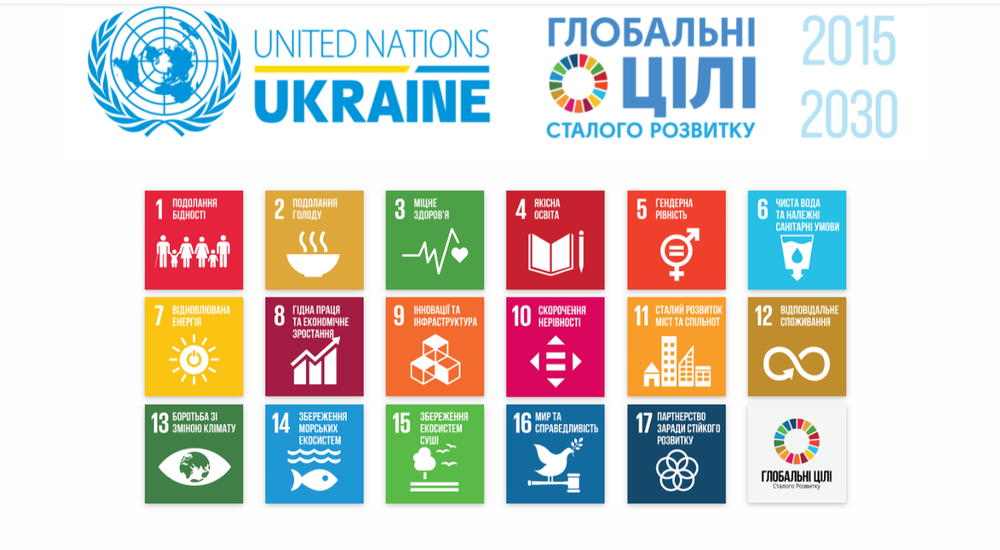 UNITED NATIONS
UKRAINE
ГЛОБАЛЬНІ
ЦІЛІ
СТАЛОГО РОЗВИТКУ
2015
2030
1 ПОДОЛАННЯ
БІДНОСТІ
2 ПОДОЛАННЯ
ГОЛОДУ
3 МІЦНЕ
ЗДОРОВ'Я
4 ЯКІСНА
ОСВІТА
5 ҐЕНДЕРНА
РІВНІСТЬ
6 ЧИСТА ВОДА
ТА НАЛЕЖНІ
САНІТАРНІ УМОВИ
7 ВІДНОВЛЮВАНА
ЕНЕРГІЯ
8 ГІДНА ПРАЦЯ
ТА ЕКОНОМІЧНЕ
ЗРОСТАННЯ
9 ІННОВАЦІЇ ТА
ІНФРАСТРУКТУРА
10 СКОРОЧЕННЯ
НЕРІВНОСТІ
11 СТАЛИЙ РОЗВИТОК
МІСТ ТА СПІЛЬНОТ
12 ВІДПОВІДАЛЬНЕ
СПОЖИВАННЯ
13 БОРОТЬБА ЗІ
ЗМІНОЮ КЛІМАТУ
14 ЗБЕРЕЖЕННЯ
МОРСЬКИХ
ЕКОСИСТЕМ
15 ЗБЕРЕЖЕННЯ
ЕКОСИСТЕМ
СУШІ
16 МИР ТА
СПРАВЕДЛИВІСТЬ
17 ПАРТНЕРСТВО
ЗАРАДИ СТІЙКОГО
РОЗВИТКУ
ГЛОБАЛЬНІ ЦІЛІ
Сталого Розвитку